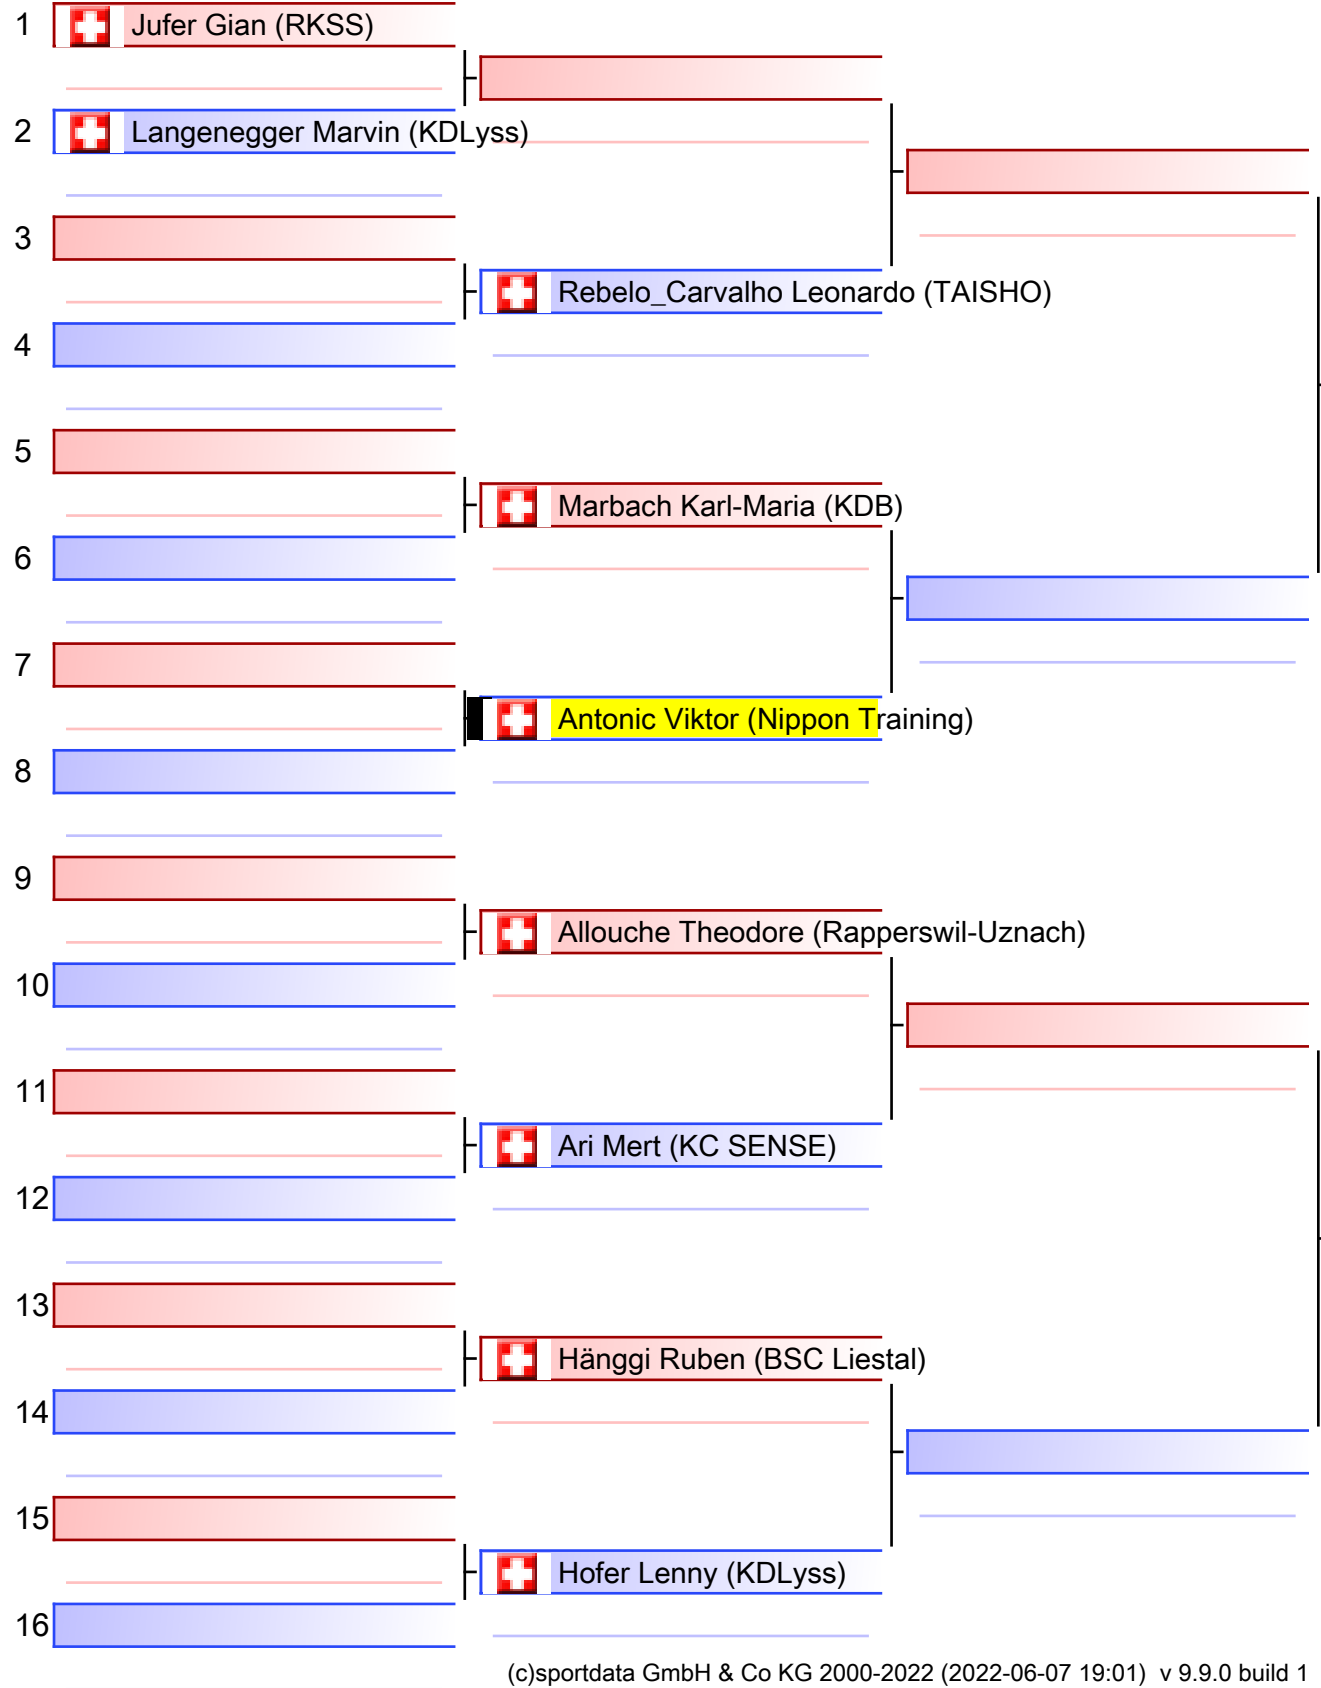 1 Jufer Gian (RKSS)
2 Langenegger Marvin (KDLyss)
3
Rebelo_Carvalho Leonardo (TAISHO)
4
5
Marbach Karl-Maria (KDB)
6
7
Antonic Viktor (Nippon Training)
8
9
Allouche Theodore (Rapperswil-Uznach)
10
11
Ari Mert (KC SENSE)
12
13
Hänggi Ruben (BSC Liestal)
14
15
Hofer Lenny (KDLyss)
16
(c)sportdata GmbH & Co KG 2000-2022 (2022-06-07 19:01) v 9.9.0 build 1